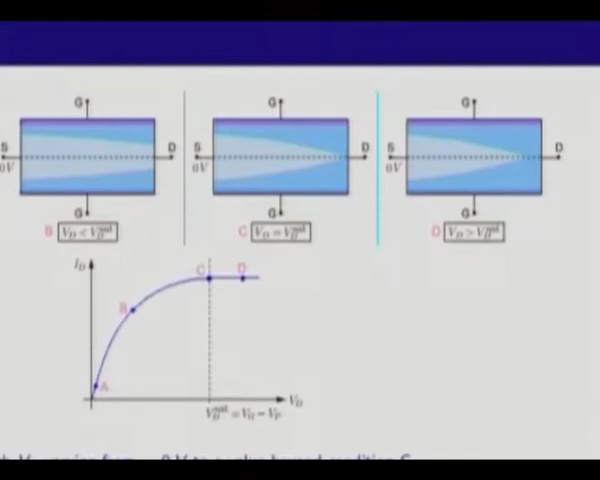 G G G
S D S D S D
0V 0V 0V
G G G
B V_D < V_D^sat C V_D = V_D^sat D V_D > V_D^sat
I_D
C D
B
A
V_D
V_D^sat = V_G − V_P